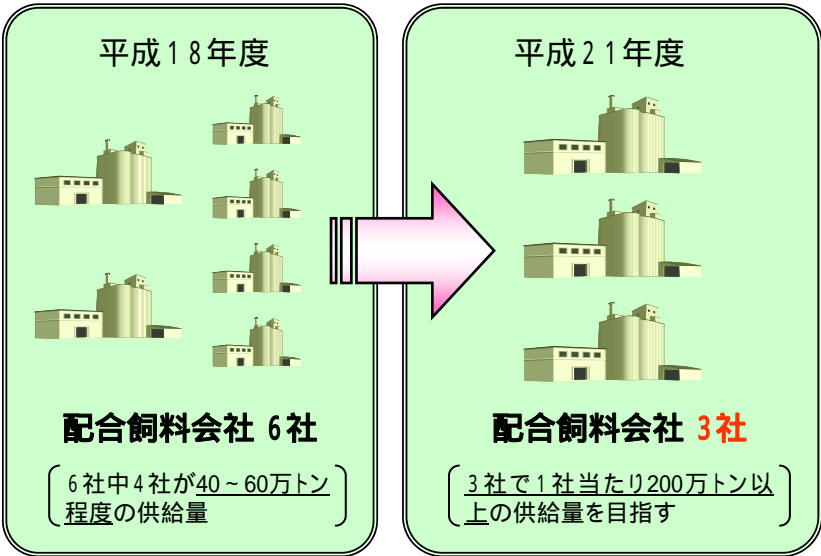 平成18年度
配合飼料会社 6社
6社中4社が40～60万トン
程度の供給量
平成21年度
配合飼料会社 3社
3社で1社当たり200万トン以
上の供給量を目指す